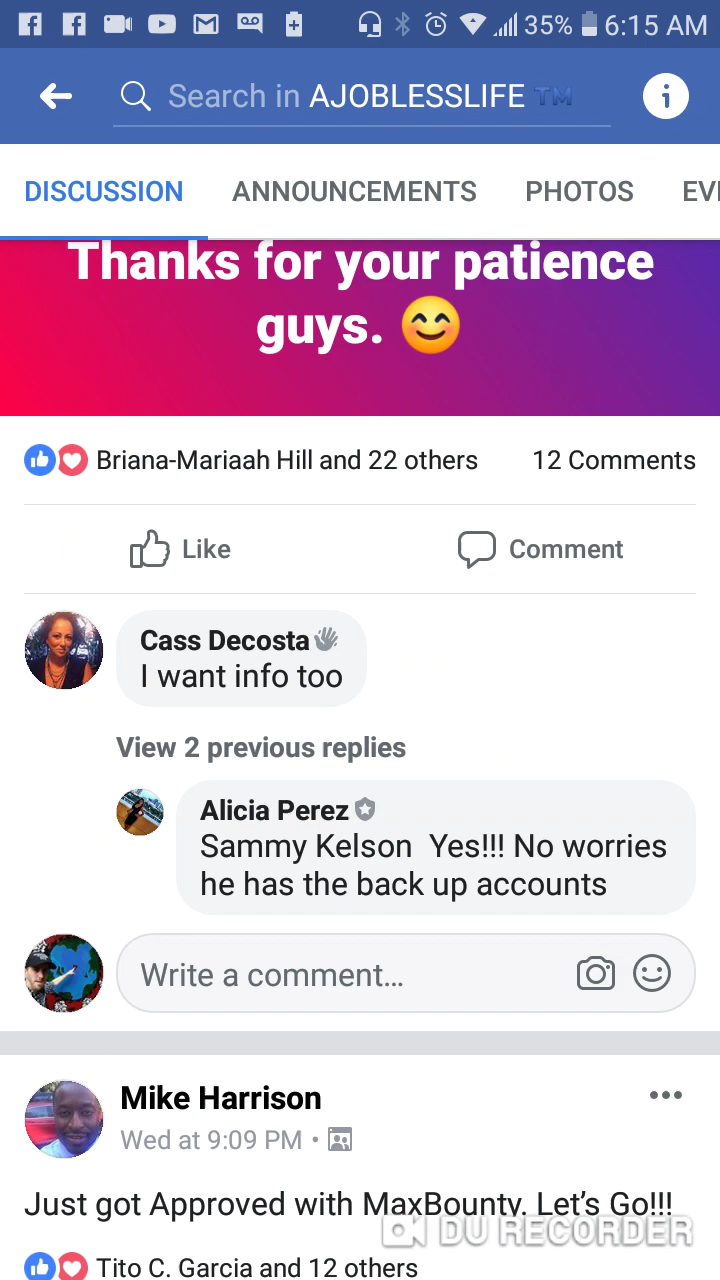 35% 6:15 AM
Search in AJOBLESSLIFE TM
DISCUSSION ANNOUNCEMENTS PHOTOS EV
Thanks for your patience
guys. 😊
Briana-Mariaah Hill and 22 others 12 Comments
Like Comment
Cass Decosta
I want info too
View 2 previous replies
Alicia Perez
Sammy Kelson Yes!!! No worries
he has the back up accounts
Write a comment...
Mike Harrison
Wed at 9:09 PM •
Just got Approved with MaxBounty. Let's Go!!!
DU RECORDER
Tito C. Garcia and 12 others